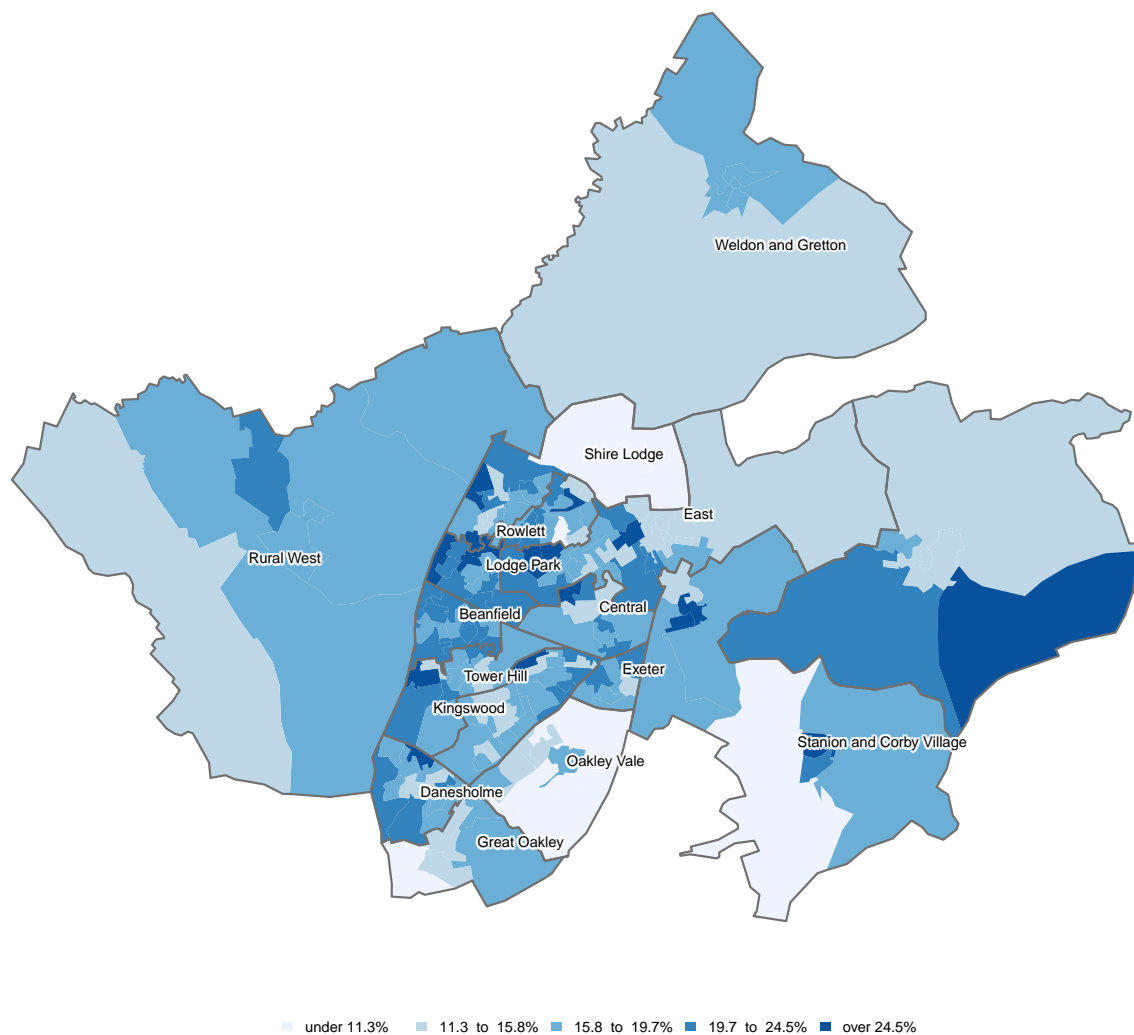 Weldon and Gretton
Shire Lodge
East
Rowlett
Rural West
Lodge Park
Central
Beanfield
Exeter
Tower Hill
Kingswood
Stanion and Corby Village
Oakley Vale
Danesholme
Great Oakley
under 11.3% 11.3 to 15.8% 15.8 to 19.7% 19.7 to 24.5% over 24.5%